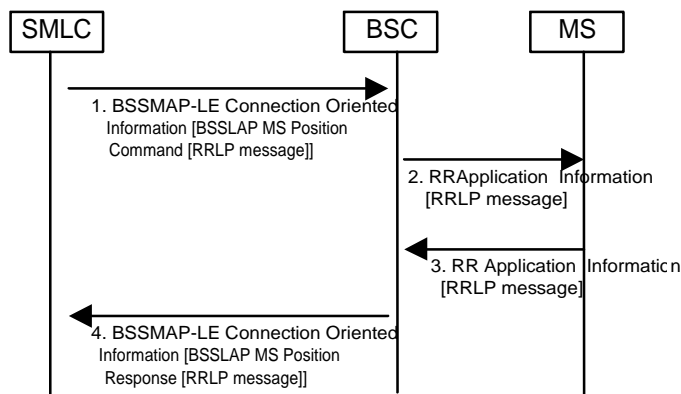 SMLC
BSC
MS
1. BSSMAP-LE Connection Oriented
Information [BSSLAP MS Position
Command [RRLP message]]
2. RRApplication Information
[RRLP message]
3. RR Application Information
[RRLP message]
4. BSSMAP-LE Connection Oriented
Information [BSSLAP MS Position
Response [RRLP message]]